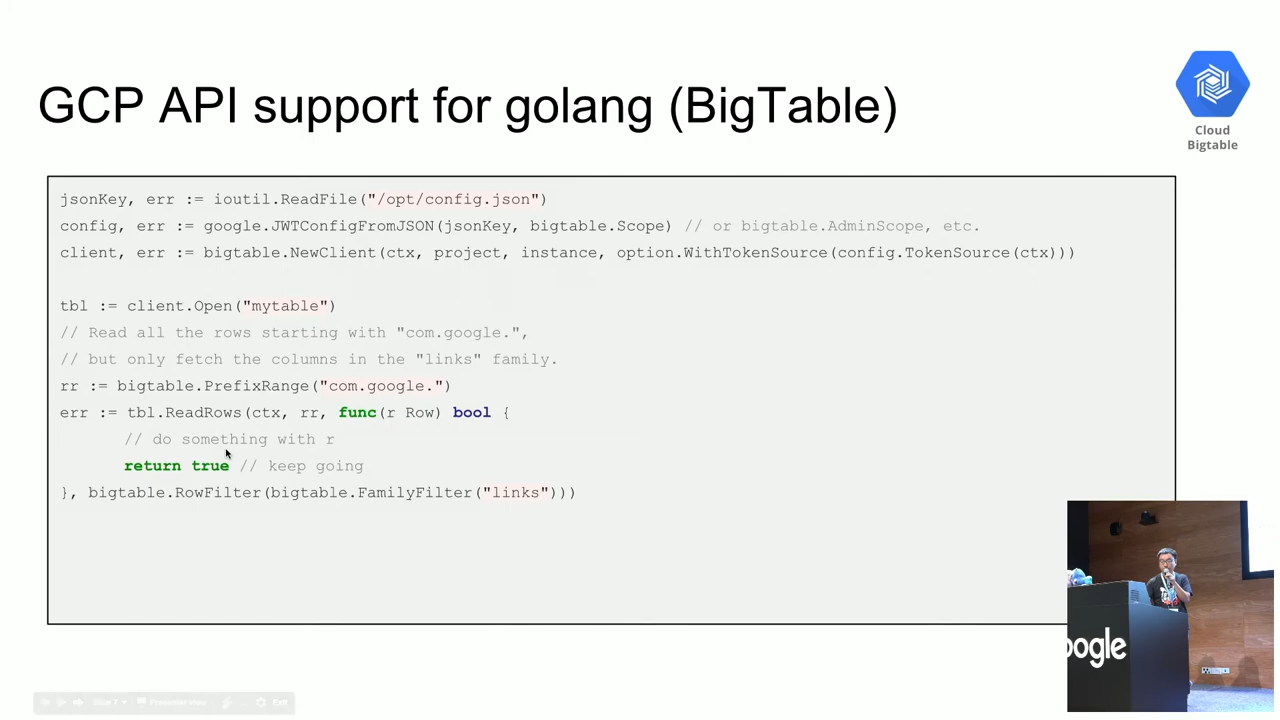 GCP API support for golang (BigTable)
Cloud
Bigtable
jsonKey, err := ioutil.ReadFile("/opt/config.json")
config, err := google.JWTConfigFromJSON(jsonKey, bigtable.Scope) // or bigtable.AdminScope, etc.
client, err := bigtable.NewClient(ctx, project, instance, option.WithTokenSource(config.TokenSource(ctx)))
tbl := client.Open("mytable")
// Read all the rows starting with "com.google.",
// but only fetch the columns in the "links" family.
rr := bigtable.PrefixRange("com.google.")
err := tbl.ReadRows(ctx, rr, func(r Row) bool {
// do something with r
return true // keep going
}, bigtable.RowFilter(bigtable.FamilyFilter("links")))
oogle
Presenter View
Exit